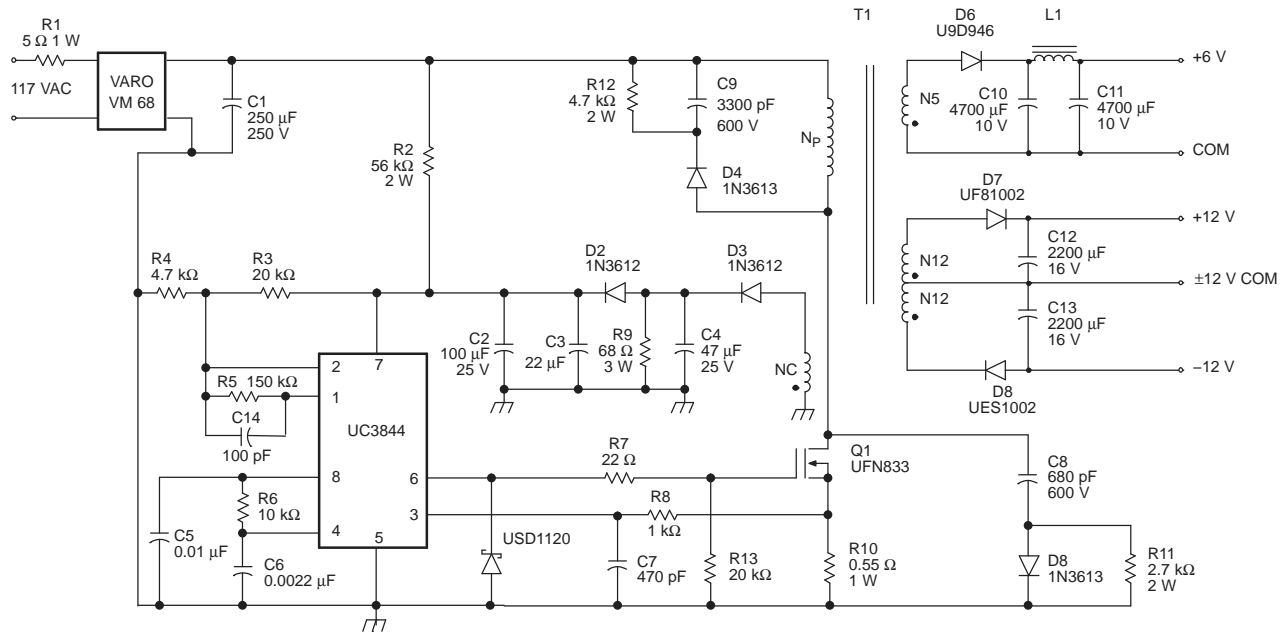 R1
5 Ω 1 W
117 VAC
VARO
VM 68
C1
250 µF
250 V
R2
56 kΩ
2 W
R12
4.7 kΩ
2 W
C9
3300 pF
600 V
D4
1N3613
NP
T1
D6
U9D946
L1
+6 V
N5
C10
4700 µF
10 V
C11
4700 µF
10 V
COM
D7
UF81002
+12 V
N12
N12
C12
2200 µF
16 V
±12 V COM
C13
2200 µF
16 V
–12 V
D8
UES1002
R4
4.7 kΩ
R3
20 kΩ
D2
1N3612
D3
1N3612
C2
100 µF
25 V
C3
22 µF
R9
68 Ω
3 W
C4
47 µF
25 V
NC
2
7
R5 150 kΩ
1
C14
100 pF
UC3844
8
6
R6
10 kΩ
4
3
5
C5
0.01 µF
C6
0.0022 µF
USD1120
R7
22 Ω
R8
1 kΩ
C7
470 pF
R13
20 kΩ
Q1
UFN833
R10
0.55 Ω
1 W
C8
680 pF
600 V
D8
1N3613
R11
2.7 kΩ
2 W